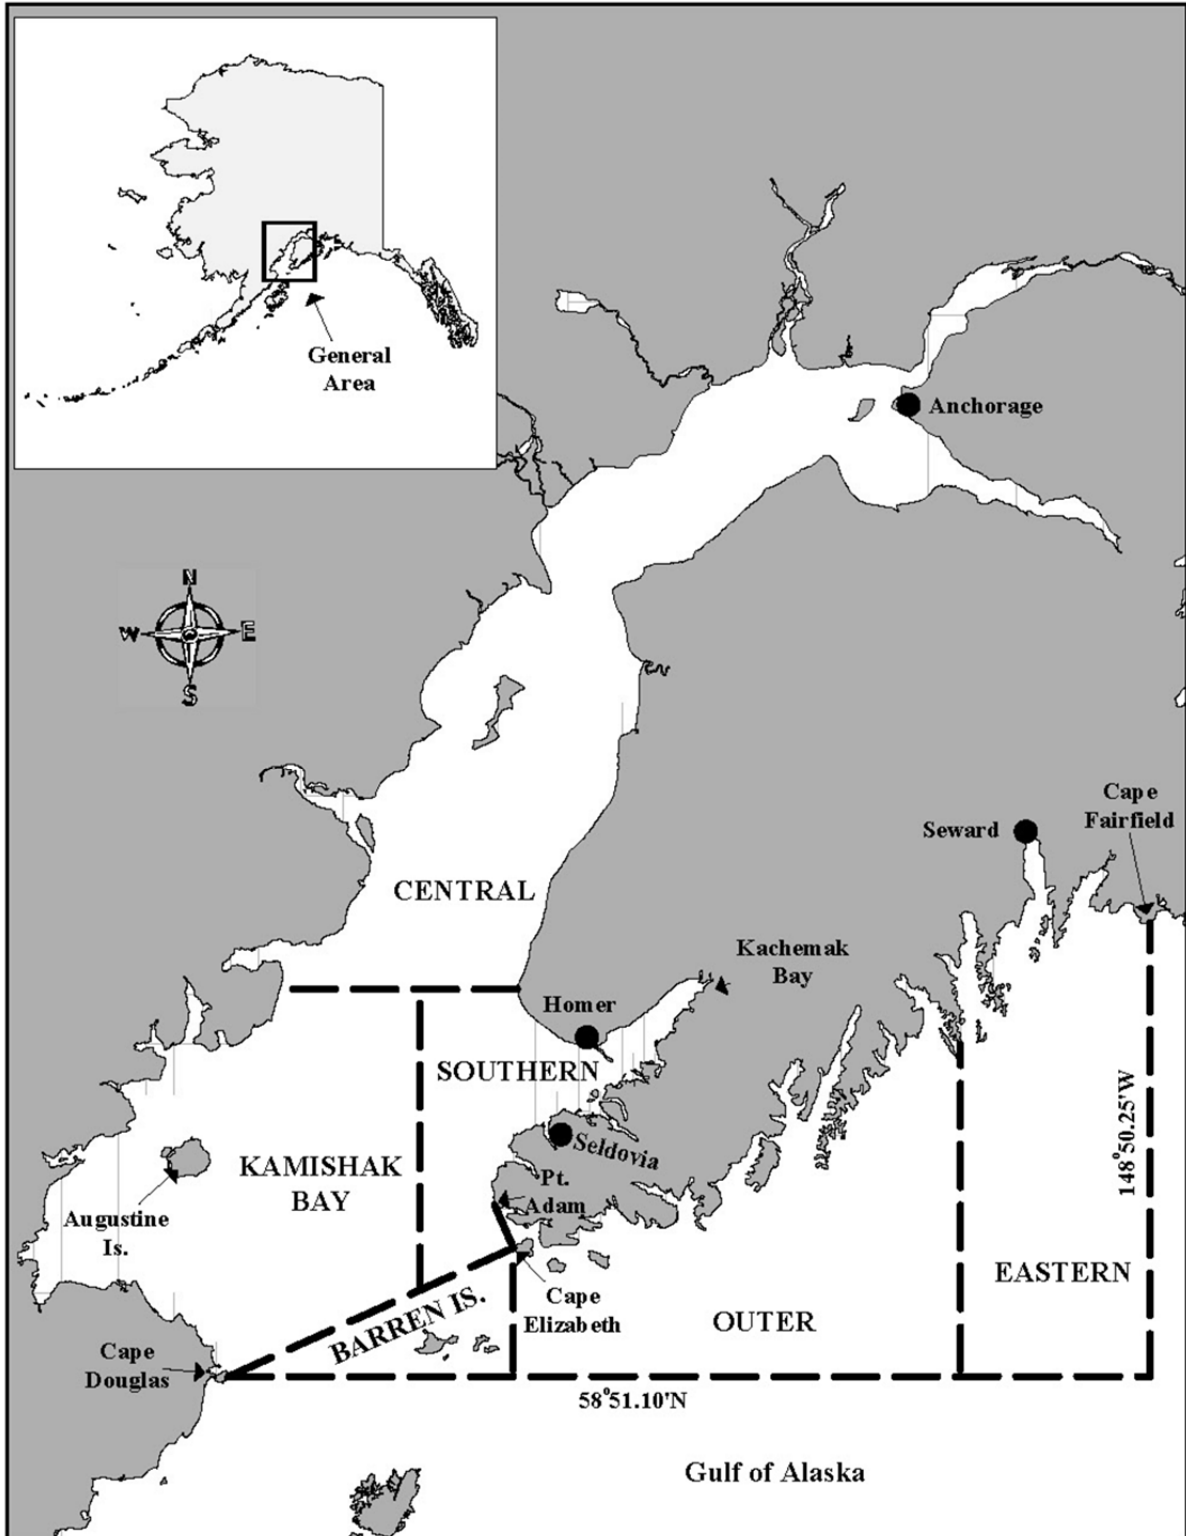 General
Area
Anchorage
N
W
E
S
Cape
Fairfield
Seward
CENTRAL
Kachemak
Bay
Homer
SOUTHERN
148°50.25'W
Seldovia
KAMISHAK
BAY
Pt.
Adam
Augustine
Is.
EASTERN
Cape
Elizabeth
BARREN IS.
OUTER
Cape
Douglas
58°51.10'N
Gulf of Alaska